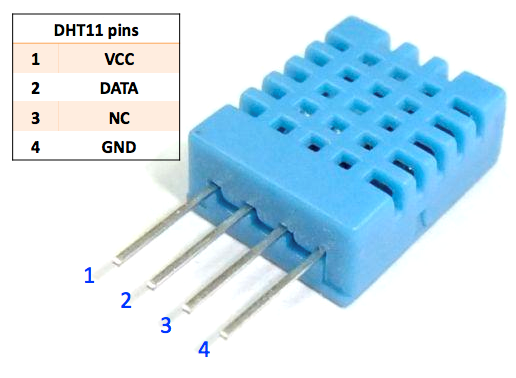 DHT11 pins
1 VCC
2 DATA
3 NC
4 GND
1
2
3
4